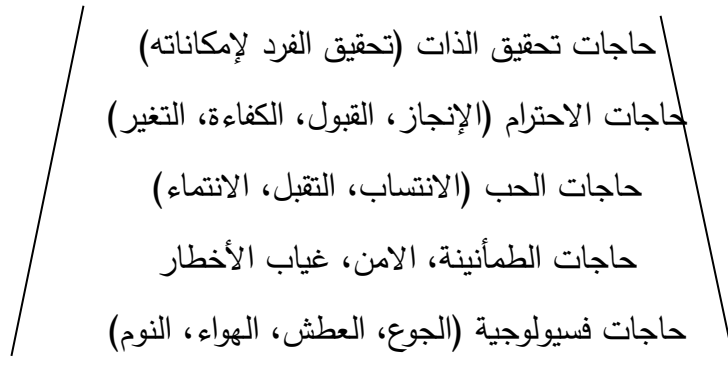 حاجات تحقيق الذات (تحقيق الفرد لإمكاناته)
حاجات الاحترام (الإنجاز، القبول، الكفاءة، التغير)
حاجات الحب (الانتساب، التقبل، الانتماء)
حاجات الطمأنينة، الامن، غياب الأخطار
حاجات فسيولوجية (الجوع، العطش، الهواء، النوم)